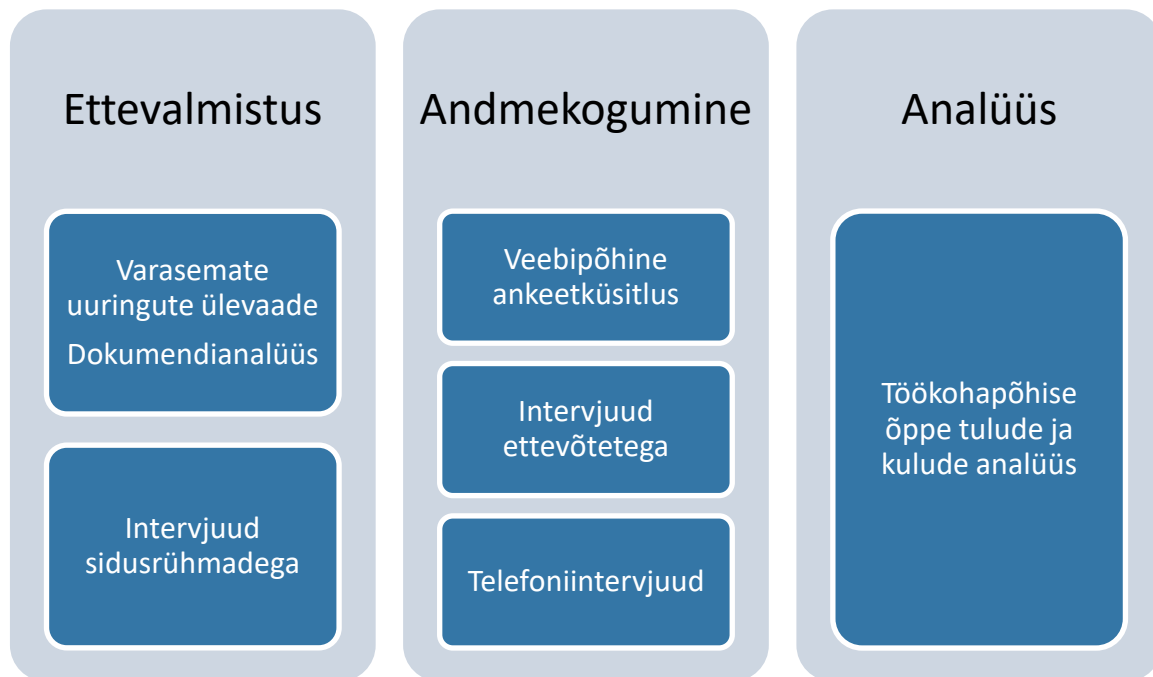 Ettevalmistus
Varasemate
uuringute ülevaade
Dokumendianalüüs
Intervjuud
sidusrühmadega
Andmekogumine
Veebipõhine
ankeetküsitlus
Intervjuud
ettevõtetega
Telefoniintervjuud
Analüüs
Töökohapõhise
õppe tulude ja
kulude analüüs